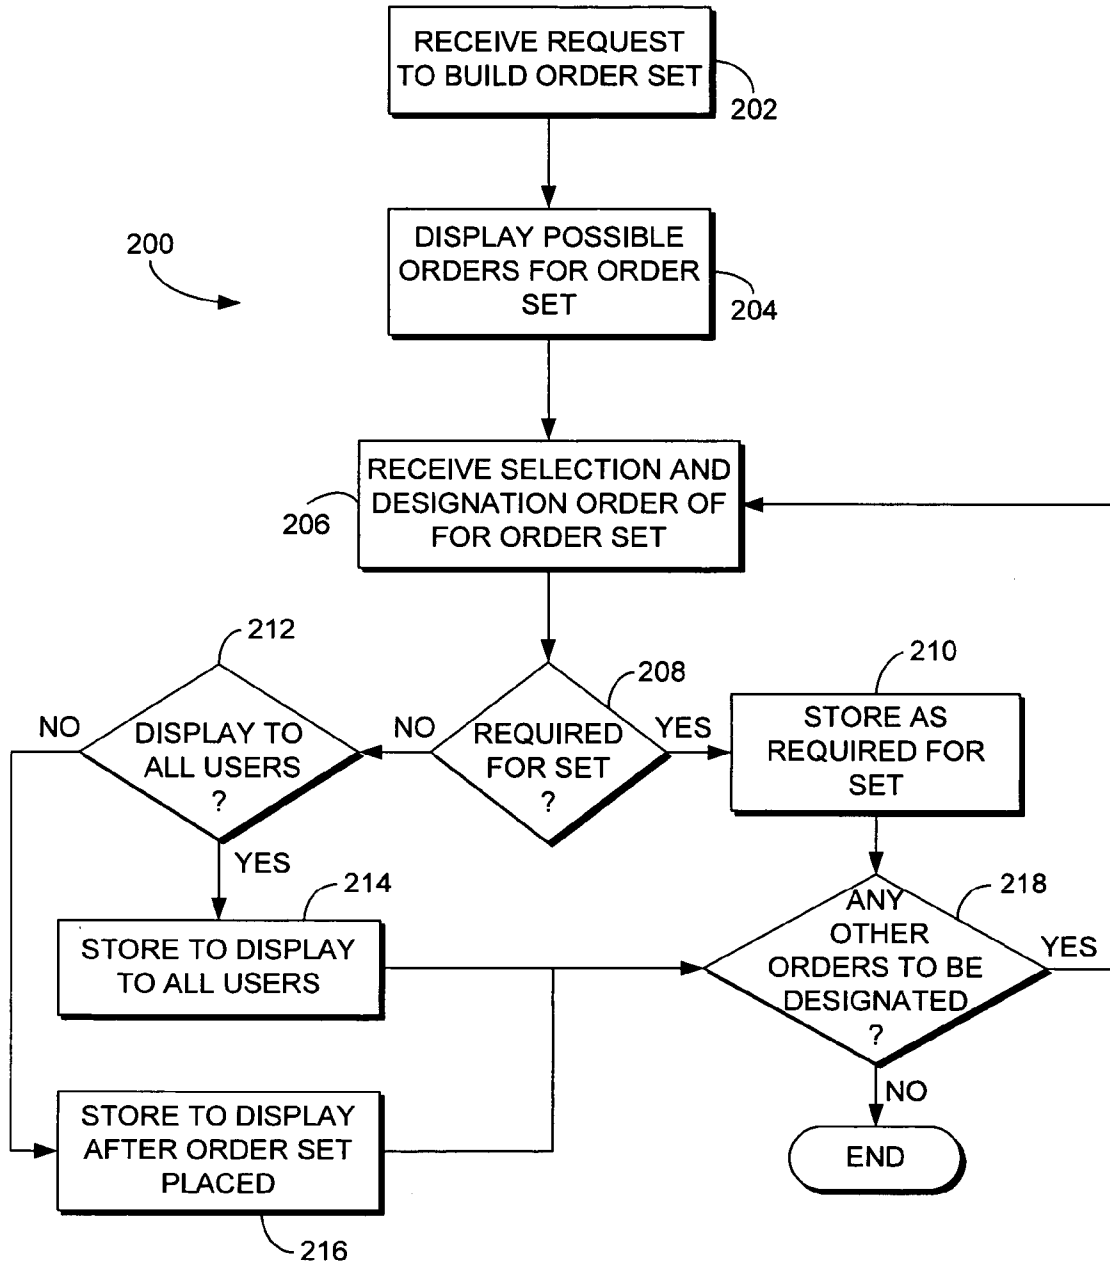 RECEIVE REQUEST
TO BUILD ORDER SET
202
200
DISPLAY POSSIBLE
ORDERS FOR ORDER
SET
204
RECEIVE SELECTION AND
DESIGNATION ORDER OF
FOR ORDER SET
206
212
208
210
NO
DISPLAY TO
ALL USERS
?
NO
REQUIRED
FOR SET
?
YES
STORE AS
REQUIRED FOR
SET
YES
214
STORE TO DISPLAY
TO ALL USERS
218
ANY
OTHER
ORDERS TO BE
DESIGNATED
?
YES
NO
STORE TO DISPLAY
AFTER ORDER SET
PLACED
216
END